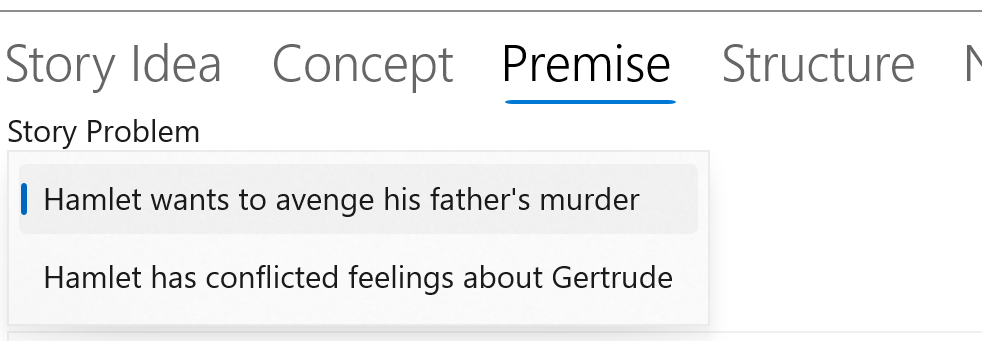 Story Idea Concept Premise Structure
Story Problem
Hamlet wants to avenge his father's murder
Hamlet has conflicted feelings about Gertrude